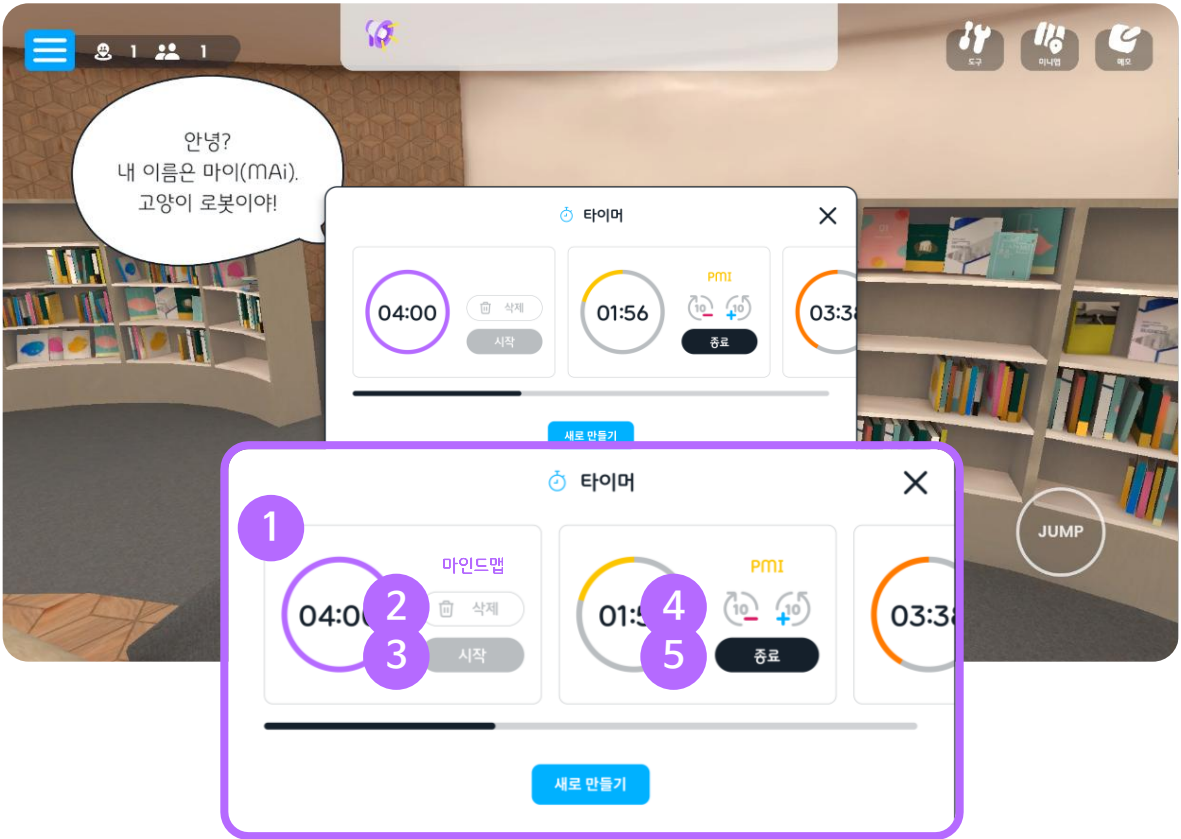 1 1
도구
미니맵
메모
안녕?
내 이름은 마이(MAi).
고양이 로봇이야!
타이머
04:00
삭제
시작
01:56
PMI
10 10
종료
03:38
새로 만들기
타이머
1
04:00
마인드맵
2
삭제
3
시작
01:5
PMI
4
10 10
5
종료
03:38
새로 만들기
JUMP